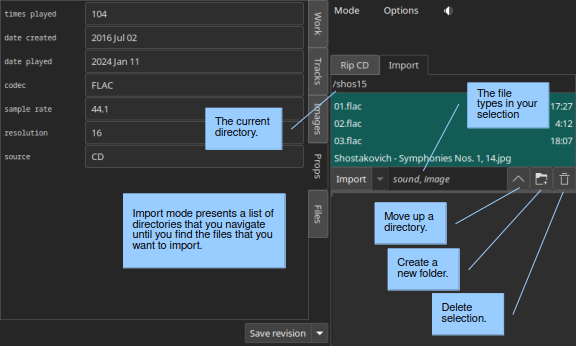 times played 104
date created 2016 Jul 02
date played 2024 Jan 11
codec FLAC
sample rate 44.1
resolution 16
source CD
The current
directory.
Import mode presents a list of
directories that you navigate
until you find the files that you
want to import.
Save revision
Work
Tracks
Images
Props
Files
Mode Options
Rip CD Import
/shos15
The file
types in your
selection
01.flac 17:27
02.flac 4:12
03.flac 18:07
Shostakovich - Symphonies Nos. 1, 14.jpg
Import sound, image
Move up a
directory.
Create a
new folder.
Delete
selection.